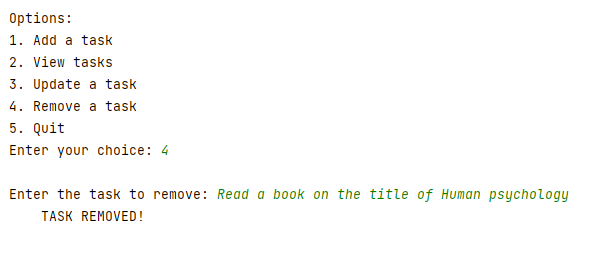 Options:
1. Add a task
2. View tasks
3. Update a task
4. Remove a task
5. Quit
Enter your choice: 4
Enter the task to remove: Read a book on the title of Human psychology
TASK REMOVED!